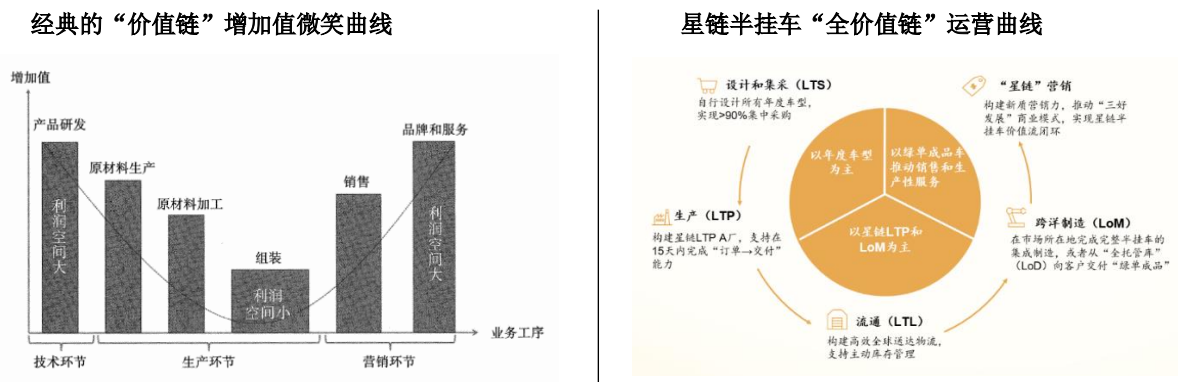 经典的“价值链”增加值微笑曲线
增加值
产品研发
利润空间大
原材料生产
原材料加工
组装
利润
空间小
销售
品牌和服务
利润空间大
业务工序
技术环节
生产环节
营销环节
星链半挂车“全价值链”运营曲线
设计和集采（LTS）
自行设计所有年度车型，
实现>90%集中采购
“星链”营销
构建新质营销力，推动“三好
发展”商业模式，实现星链半
挂车价值流闭环
以年度车型
为主
以绿单成品车
推动销售和生
产性服务
以星链LTP和
LoM为主
生产（LTP）
构建星链LTP A厂，支持在
15天内完成“订单→交付”
能力
跨洋制造（LoM）
在市场所在地完成完整半挂车的
集成制造，或者从“全托管库”
（LoD）向客户交付“绿单成品”
流通（LTL）
构建高效全球送达物流，
支持主动库存管理